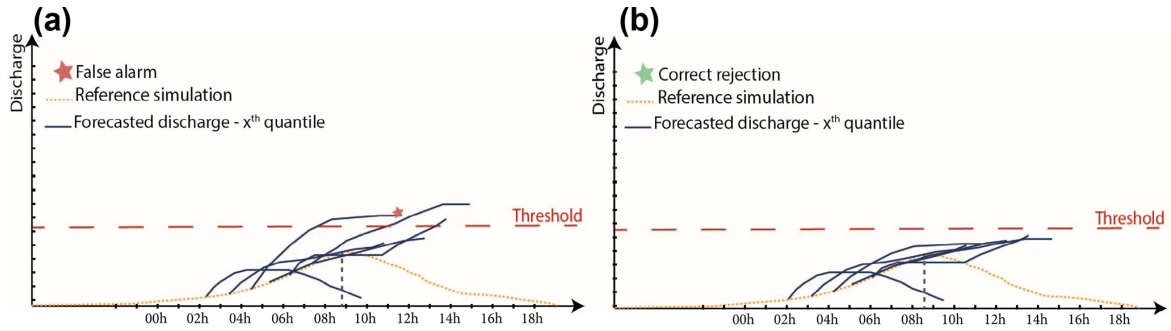 (a)
Discharge
False alarm
Reference simulation
Forecasted discharge - xth quantile
Threshold
00h 02h 04h 06h 08h 10h 12h 14h 16h 18h
(b)
Discharge
Correct rejection
Reference simulation
Forecasted discharge - xth quantile
Threshold
00h 02h 04h 06h 08h 10h 12h 14h 16h 18h